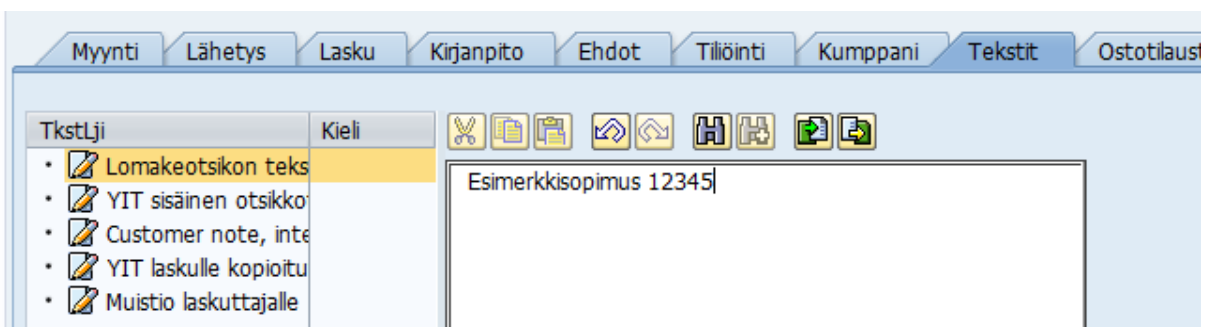 Myynti Lähetys Lasku Kirjanpito Ehdot Tiliöinti Kumppani Tekstit Ostotilaust
TkstLji Kieli
Lomakeotsikon teks
YIT sisäinen otsikko
Customer note, inte
YIT laskulle kopioitu
Muistio laskuttajalle
Esimerkkisopimus 12345